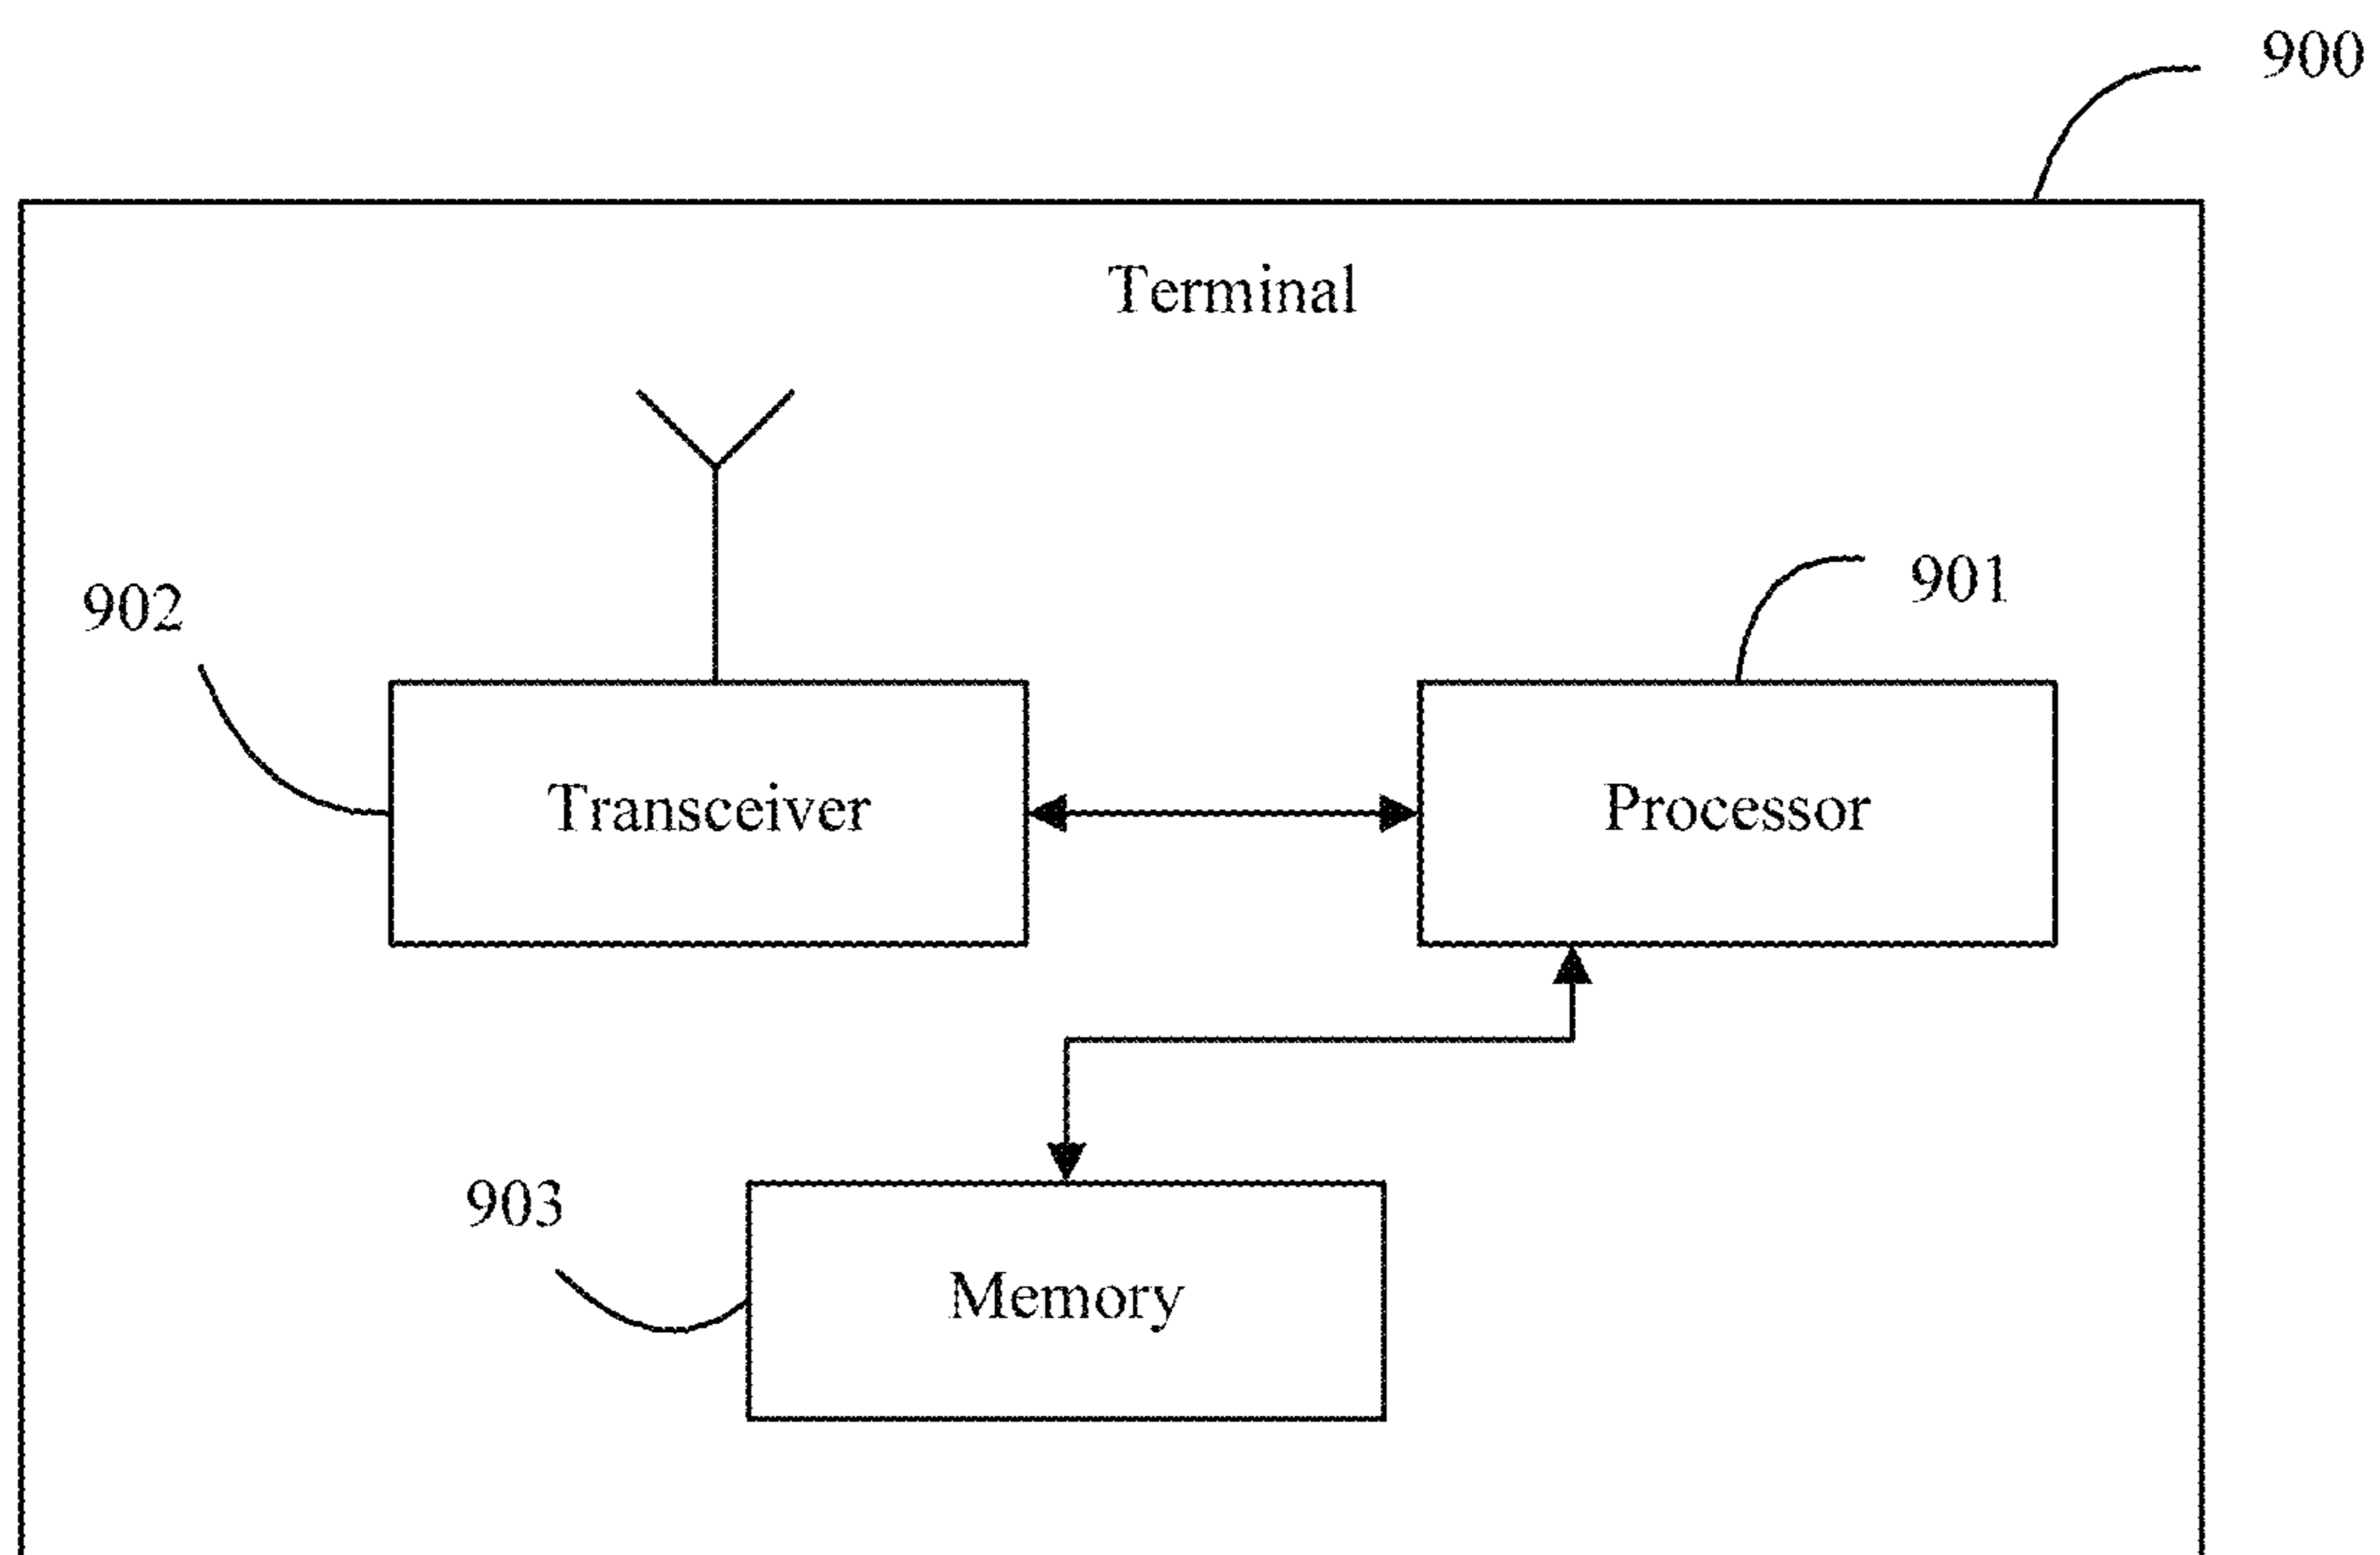 900
Terminal
902
901
Transceiver
Processor
903
Memory